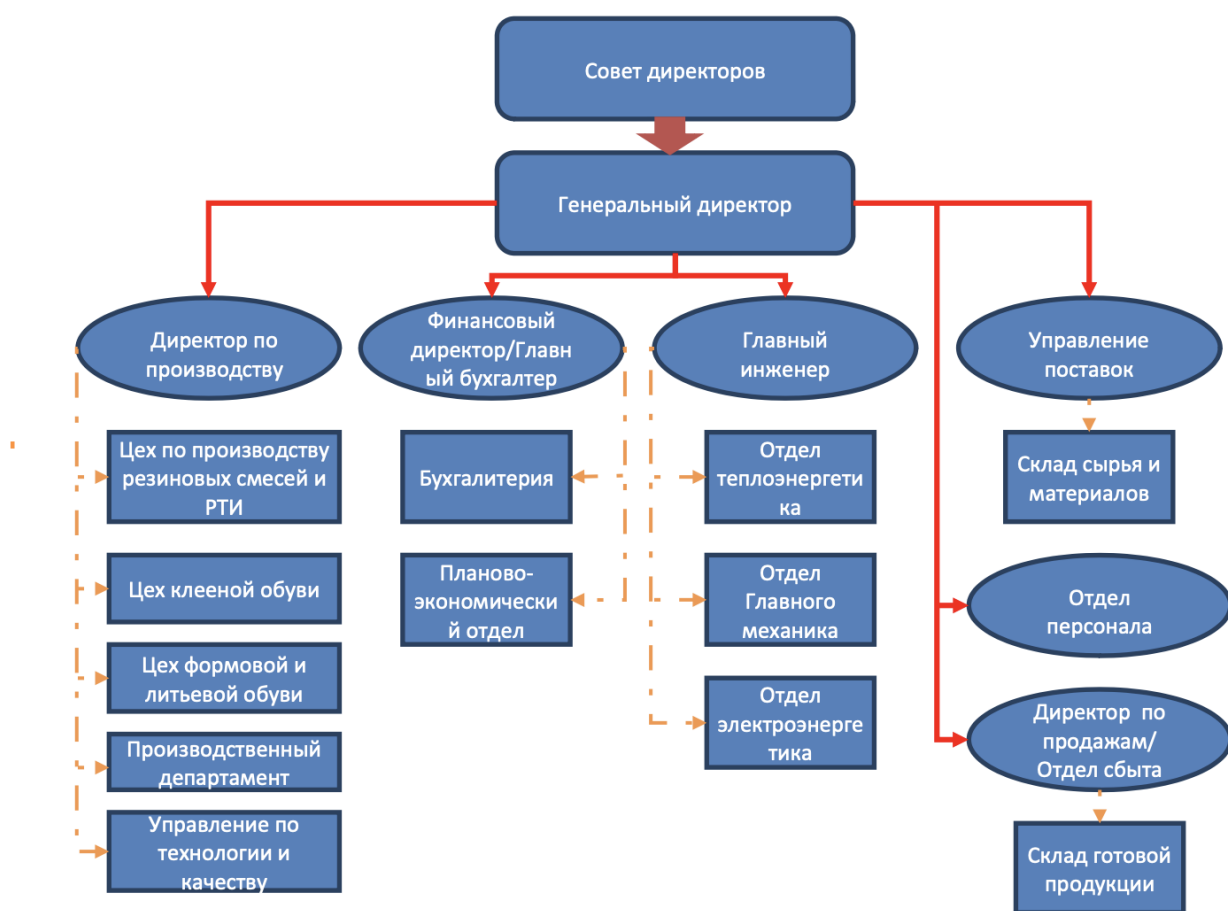 Совет директоров
Генеральный директор
Директор по
производству
Финансовый
директор/Главн
ый бухгалтер
Главный
инженер
Управление
поставок
Цех по производству
резиновых смесей и
РТИ
Бухгалитерия
Отдел
теплоэнергети
ка
Склад сырья и
материалов
Цех клееной обуви
Планово-
экономически
й отдел
Отдел
Главного
механика
Отдел
персонала
Цех формовой и
литьевой обуви
Отдел
электроэнерге
тика
Директор по
продажам/
Отдел сбыта
Производственный
департамент
Управление по
технологии и
качеству
Склад готовой
продукции